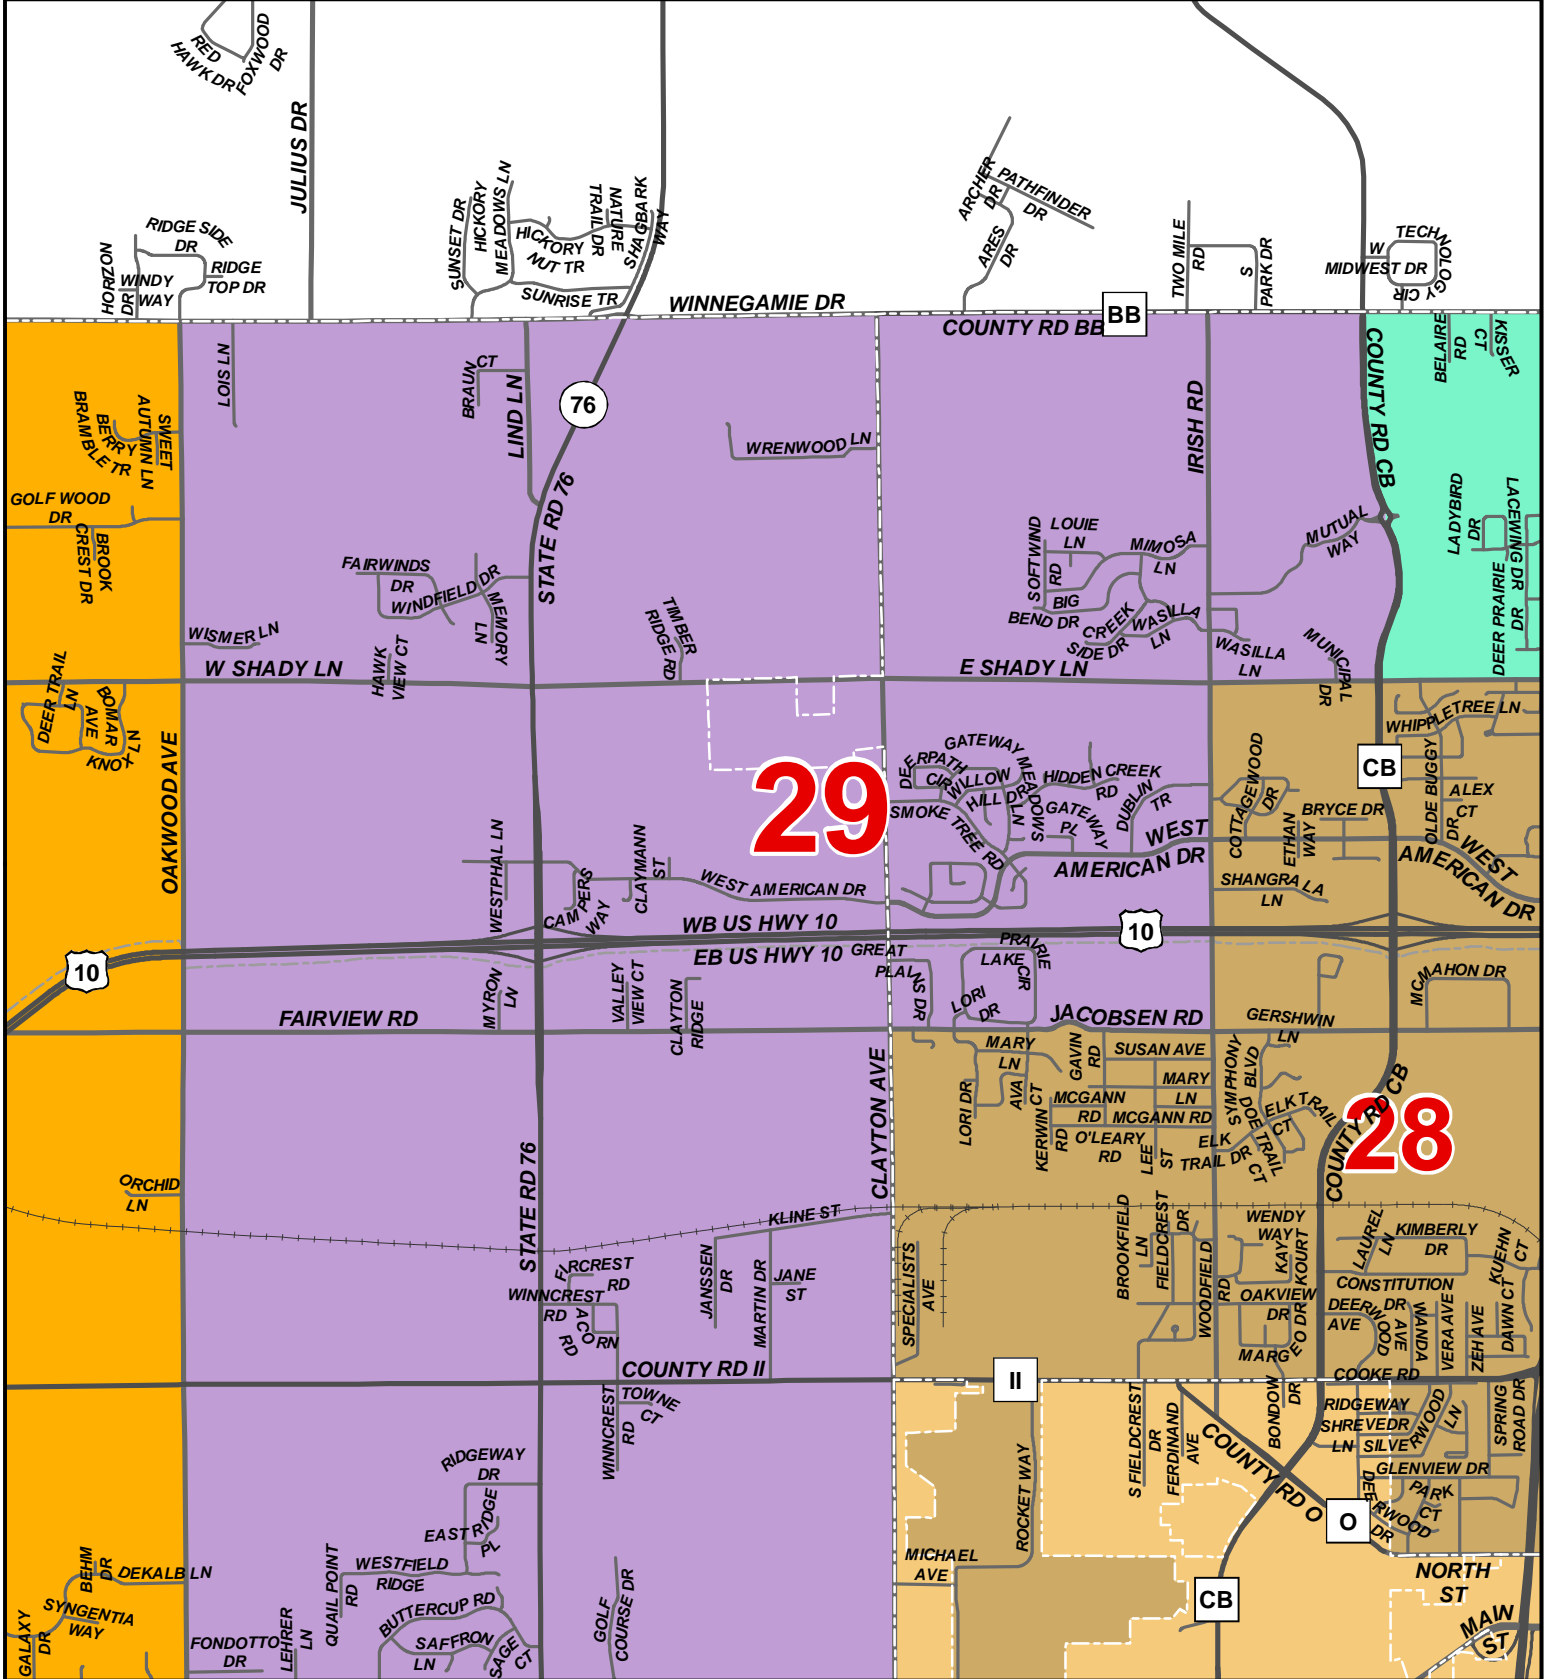 RED
HAWK DR
FOXWOOD
DR
JULIUS DR
RIDGE SIDE
DR
HORIZON
DR
WINDY
WAY
RIDGE
TOP DR
SUNSET DR
HICKORY
MEADOWS LN
HICKORY
NUT TR
NATURE
TRAIL DR
SHAGBARK
WAY
SUNRISE TR
WINNEGAMIE DR
ARCHER
DR
PATHFINDER
DR
ARIES
DR
TWO MILE
RD
S
PARK DR
W
MIDWEST DR
TECHNOLOGY CIR
COUNTY RD BB
BB
LOIS LN
BRAUN
CT
LIND LN
76
STATE RD 76
WRENWOOD LN
IRISH RD
COUNTY RD CB
BELAIRE
RD
KISSER
CT
SWEET
AUTUMN LN
BERRY
BRAMBLE TR
GOLF WOOD
DR
BROOK
CREST DR
FAIRWINDS
DR
WINDFIELD DR
MEMORY
LN
HAWK
VIEW CT
WISMER LN
W SHADY LN
TIMBER
RIDGE RD
SOFTWIND
RD
LOUIE
LN
MIMOSA
LN
BIG
BEND DR
CREEK
SIDE DR
WASILLA
LN
WASILLA
LN
MUTUAL
WAY
MUNICIPAL
DR
LADYBIRD
DR
LACEWING DR
DEER PRAIRIE
DR
E SHADY LN
DEER TRAIL
LN
BOMAR
AVE
KNOX LN
OAKWOOD AVE
29
DEERPATH
CIR
GATEWAY
MEADOWS
LN
WILLOW
HILL DR
SMOKE TREE RD
HIDDEN CREEK
RD
GATEWAY
PL
DUBLIN
TR
WEST
AMERICAN DR
COTTAGEWOOD
DR
ETHAN
WAY
BRYCE DR
SHANGRA LA
LN
CB
WHIPPLETREE LN
OLDE BUGGY
DR
ALEX
CT
WEST
AMERICAN DR
WESTPHAL LN
CAMPERS
WAY
CLAYMANN
ST
WEST AMERICAN DR
WB US HWY 10
EB US HWY 10
10
10
GREAT
PLAINS DR
PRAIRIE
LAKE
CIR
LORI
DR
MYRON
LN
VALLEY
VIEW CT
CLAYTON
RIDGE
FAIRVIEW RD
JACOBSEN RD
GERSHWIN
LN
MCMAHON DR
CLAYTON AVE
MARY
LN
LORI DR
AVA
CT
GAVIN
RD
SUSAN AVE
MARY
LN
MCGANN
RD
MCGANN RD
KERWIN
RD
O'LEARY
RD
LEE
ST
SYMPHONY
BLVD
S
DOE TRAIL
CT
ELK TRAIL
CT
ELK
TRAIL DR
COUNTY RD CB
28
ORCHID
LN
STATE RD 76
KLINE ST
FIRCREST
RD
WINNCREST
RD
ACORN
RD
JANSSEN
DR
MARTIN DR
JANE
ST
SPECIALISTS
AVE
BROOKFIELD
LN
FIELDCREST
DR
WOODFIELD
RD
WENDY
WAY
KAY
KOURT
OAKVIEW
DR
MARGEO DR
LAUREL
LN
KIMBERLY
DR
KUEHN
CT
CONSTITUTION
DR
DEERWOOD
AVE
WANDA
AVE
VERA AVE
ZEH AVE
DAWN CT
COUNTY RD II
II
COOKE RD
WINNCREST
RD
TOWNE
CT
S FIELDCREST
DR
FERDINAND
AVE
BONDOW
DR
COUNTY RD O
O
RIDGEWAY
DR
SHREVE
LN
SILVERWOOD
LN
SPRING
ROAD DR
GLENVIEW DR
PARK
CT
DEERWOOD
DR
ROCKET WAY
MICHAEL
AVE
RIDGEWAY
DR
EAST RIDGE
PL
WESTFIELD
RIDGE
QUAIL POINT
RD
BUTTERCUP RD
SAFFRON
LN
SAGE
CT
GOLF
COURSE DR
BEHM
DR
DEKALB LN
SYNGENTIA
WAY
GALAXY
DR
FONDOTTO
DR
LEHRER
LN
CB
NORTH
ST
MAIN
ST